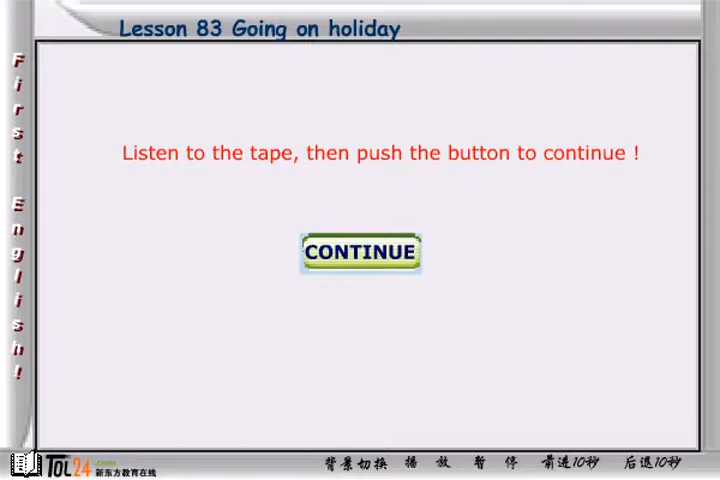 Lesson 83 Going on holiday
First English!
Listen to the tape, then push the button to continue !
CONTINUE
TOL24.com
新东方教育在线
背景切换 播 放 暂 停 前进10秒 后退10秒